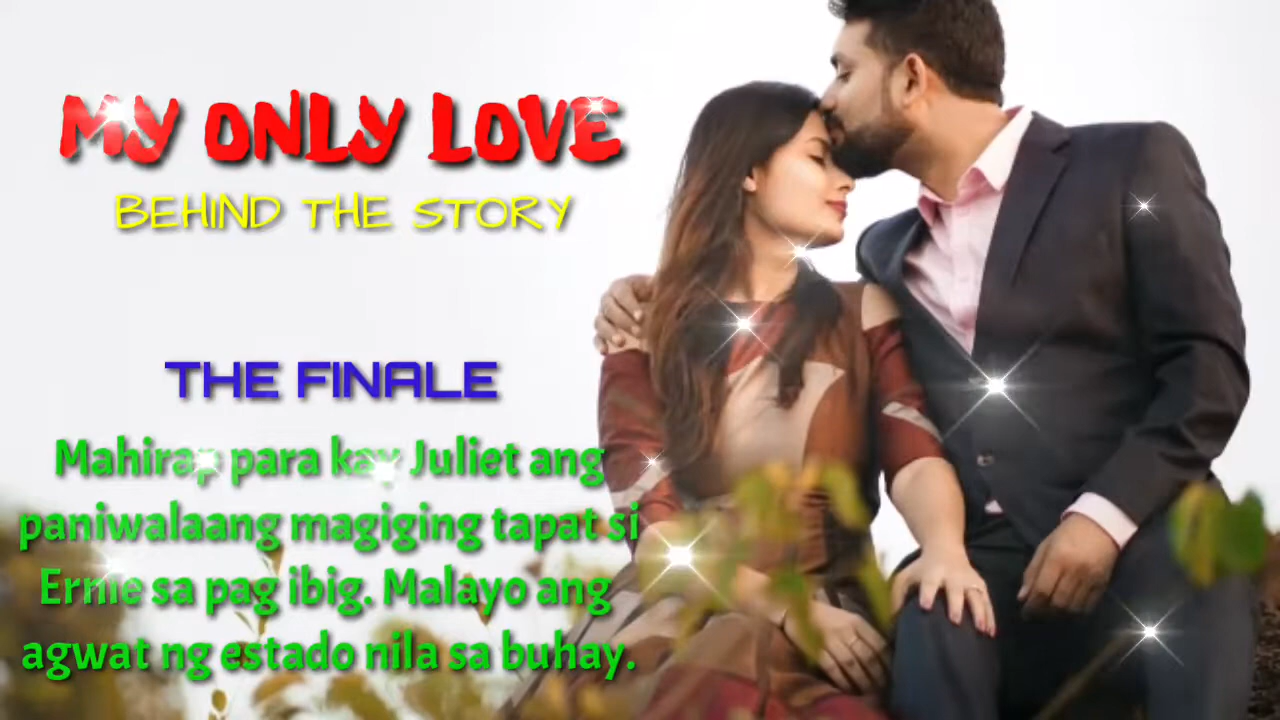 MY ONLY LOVE
BEHIND THE STORY
THE FINALE
Mahirap para kay Juliet ang
paniwalaang magiging tapat si
Ernie sa pag ibig. Malayo ang
agwat ng estado nila sa buhay.